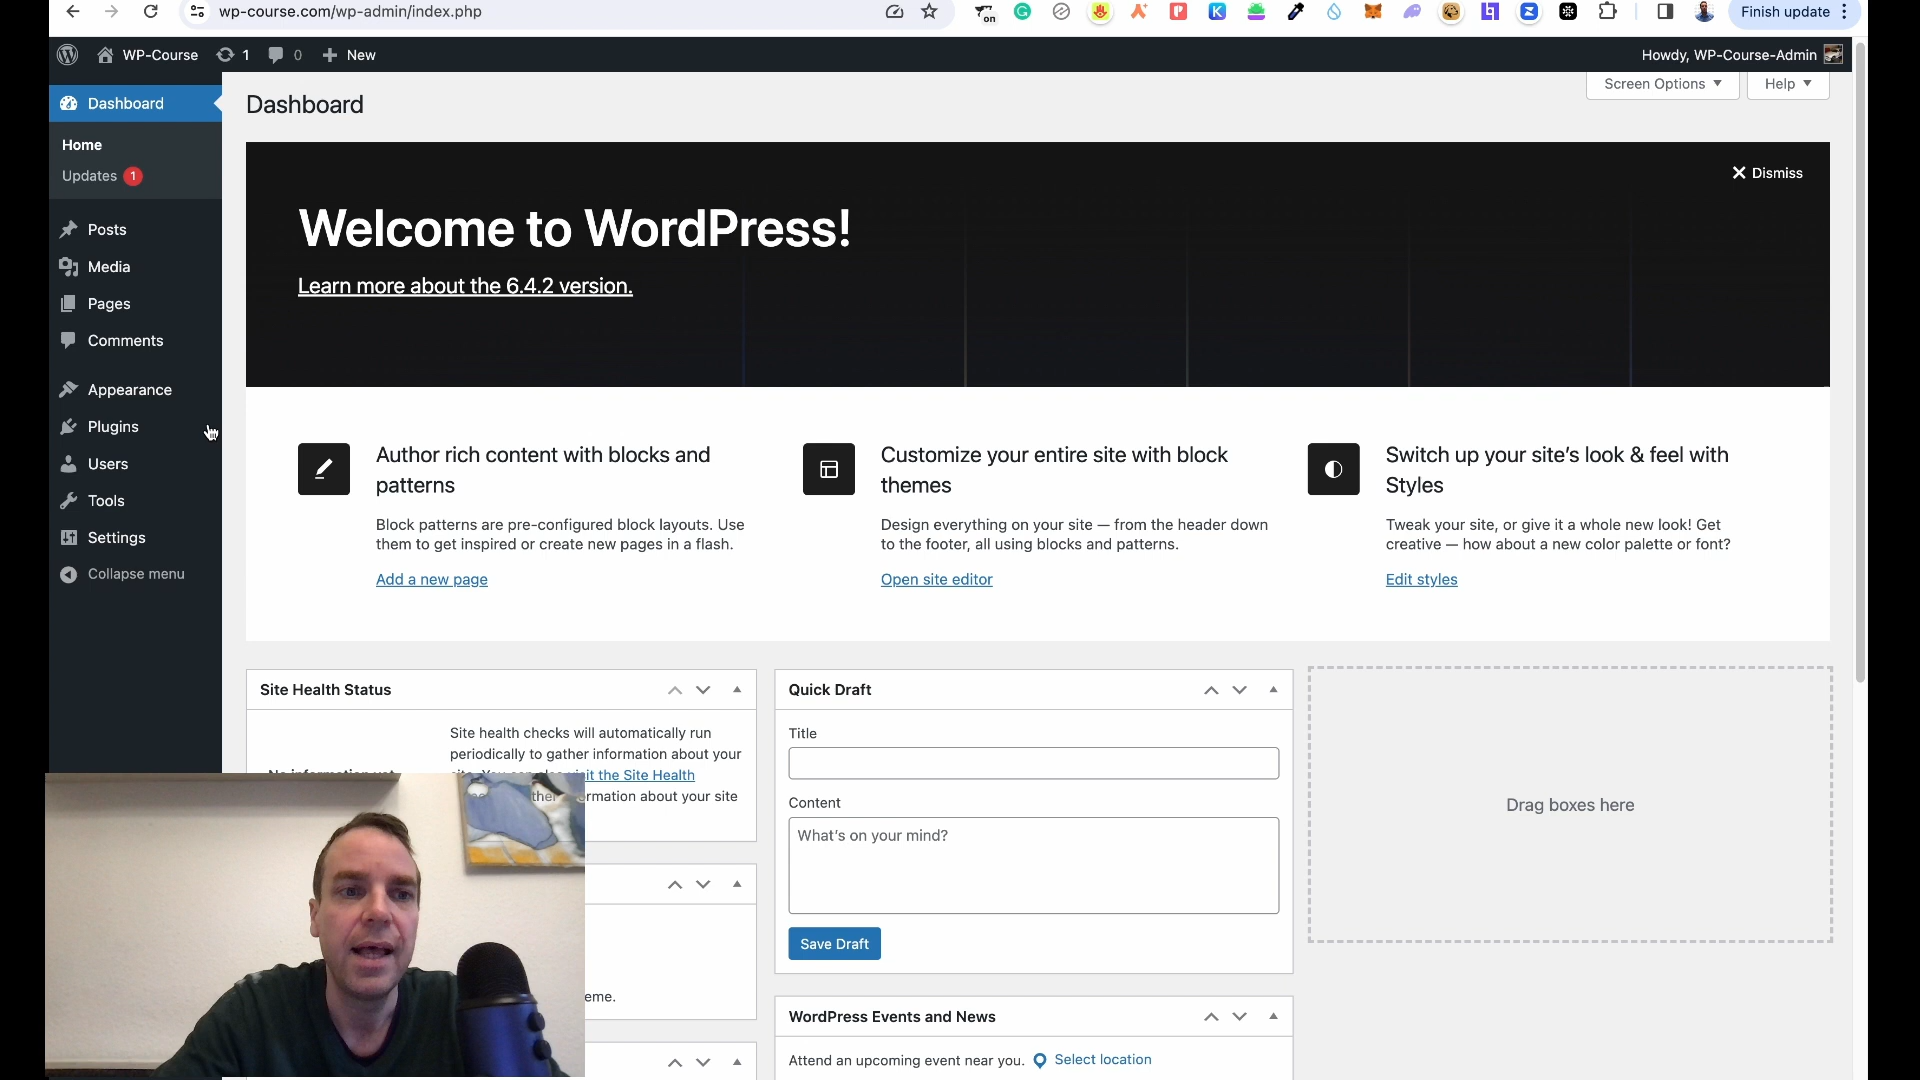 wp-course.com/wp-admin/index.php
on
Finish update
WP-Course
1
0
New
Howdy, WP-Course-Admin
Dashboard
Home
Updates 1
Posts
Media
Pages
Comments
Appearance
Plugins
Users
Tools
Settings
Collapse menu
Dashboard
Screen Options
Help
Dismiss
Welcome to WordPress!
Learn more about the 6.4.2 version.
Author rich content with blocks and
patterns
Block patterns are pre-configured block layouts. Use
them to get inspired or create new pages in a flash.
Add a new page
Customize your entire site with block
themes
Design everything on your site — from the header down
to the footer, all using blocks and patterns.
Open site editor
Switch up your site’s look & feel with
Styles
Tweak your site, or give it a whole new look! Get
creative — how about a new color palette or font?
Edit styles
Site Health Status
Site health checks will automatically run
periodically to gather information about your
the Site Health
about your site
Quick Draft
Title
Content
What’s on your mind?
Save Draft
WordPress Events and News
Attend an upcoming event near you.
Select location
Drag boxes here